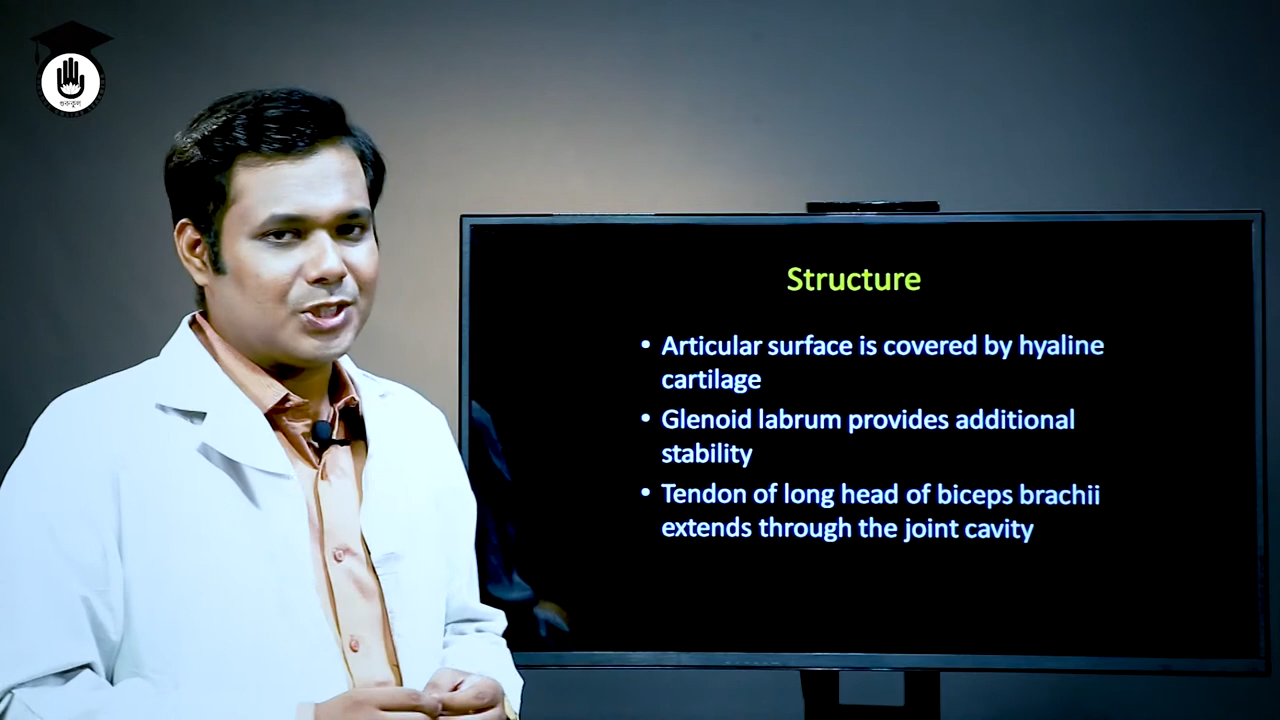 গুরুকুল
Structure
• Articular surface is covered by hyaline
cartilage
• Glenoid labrum provides additional
stability
• Tendon of long head of biceps brachii
extends through the joint cavity